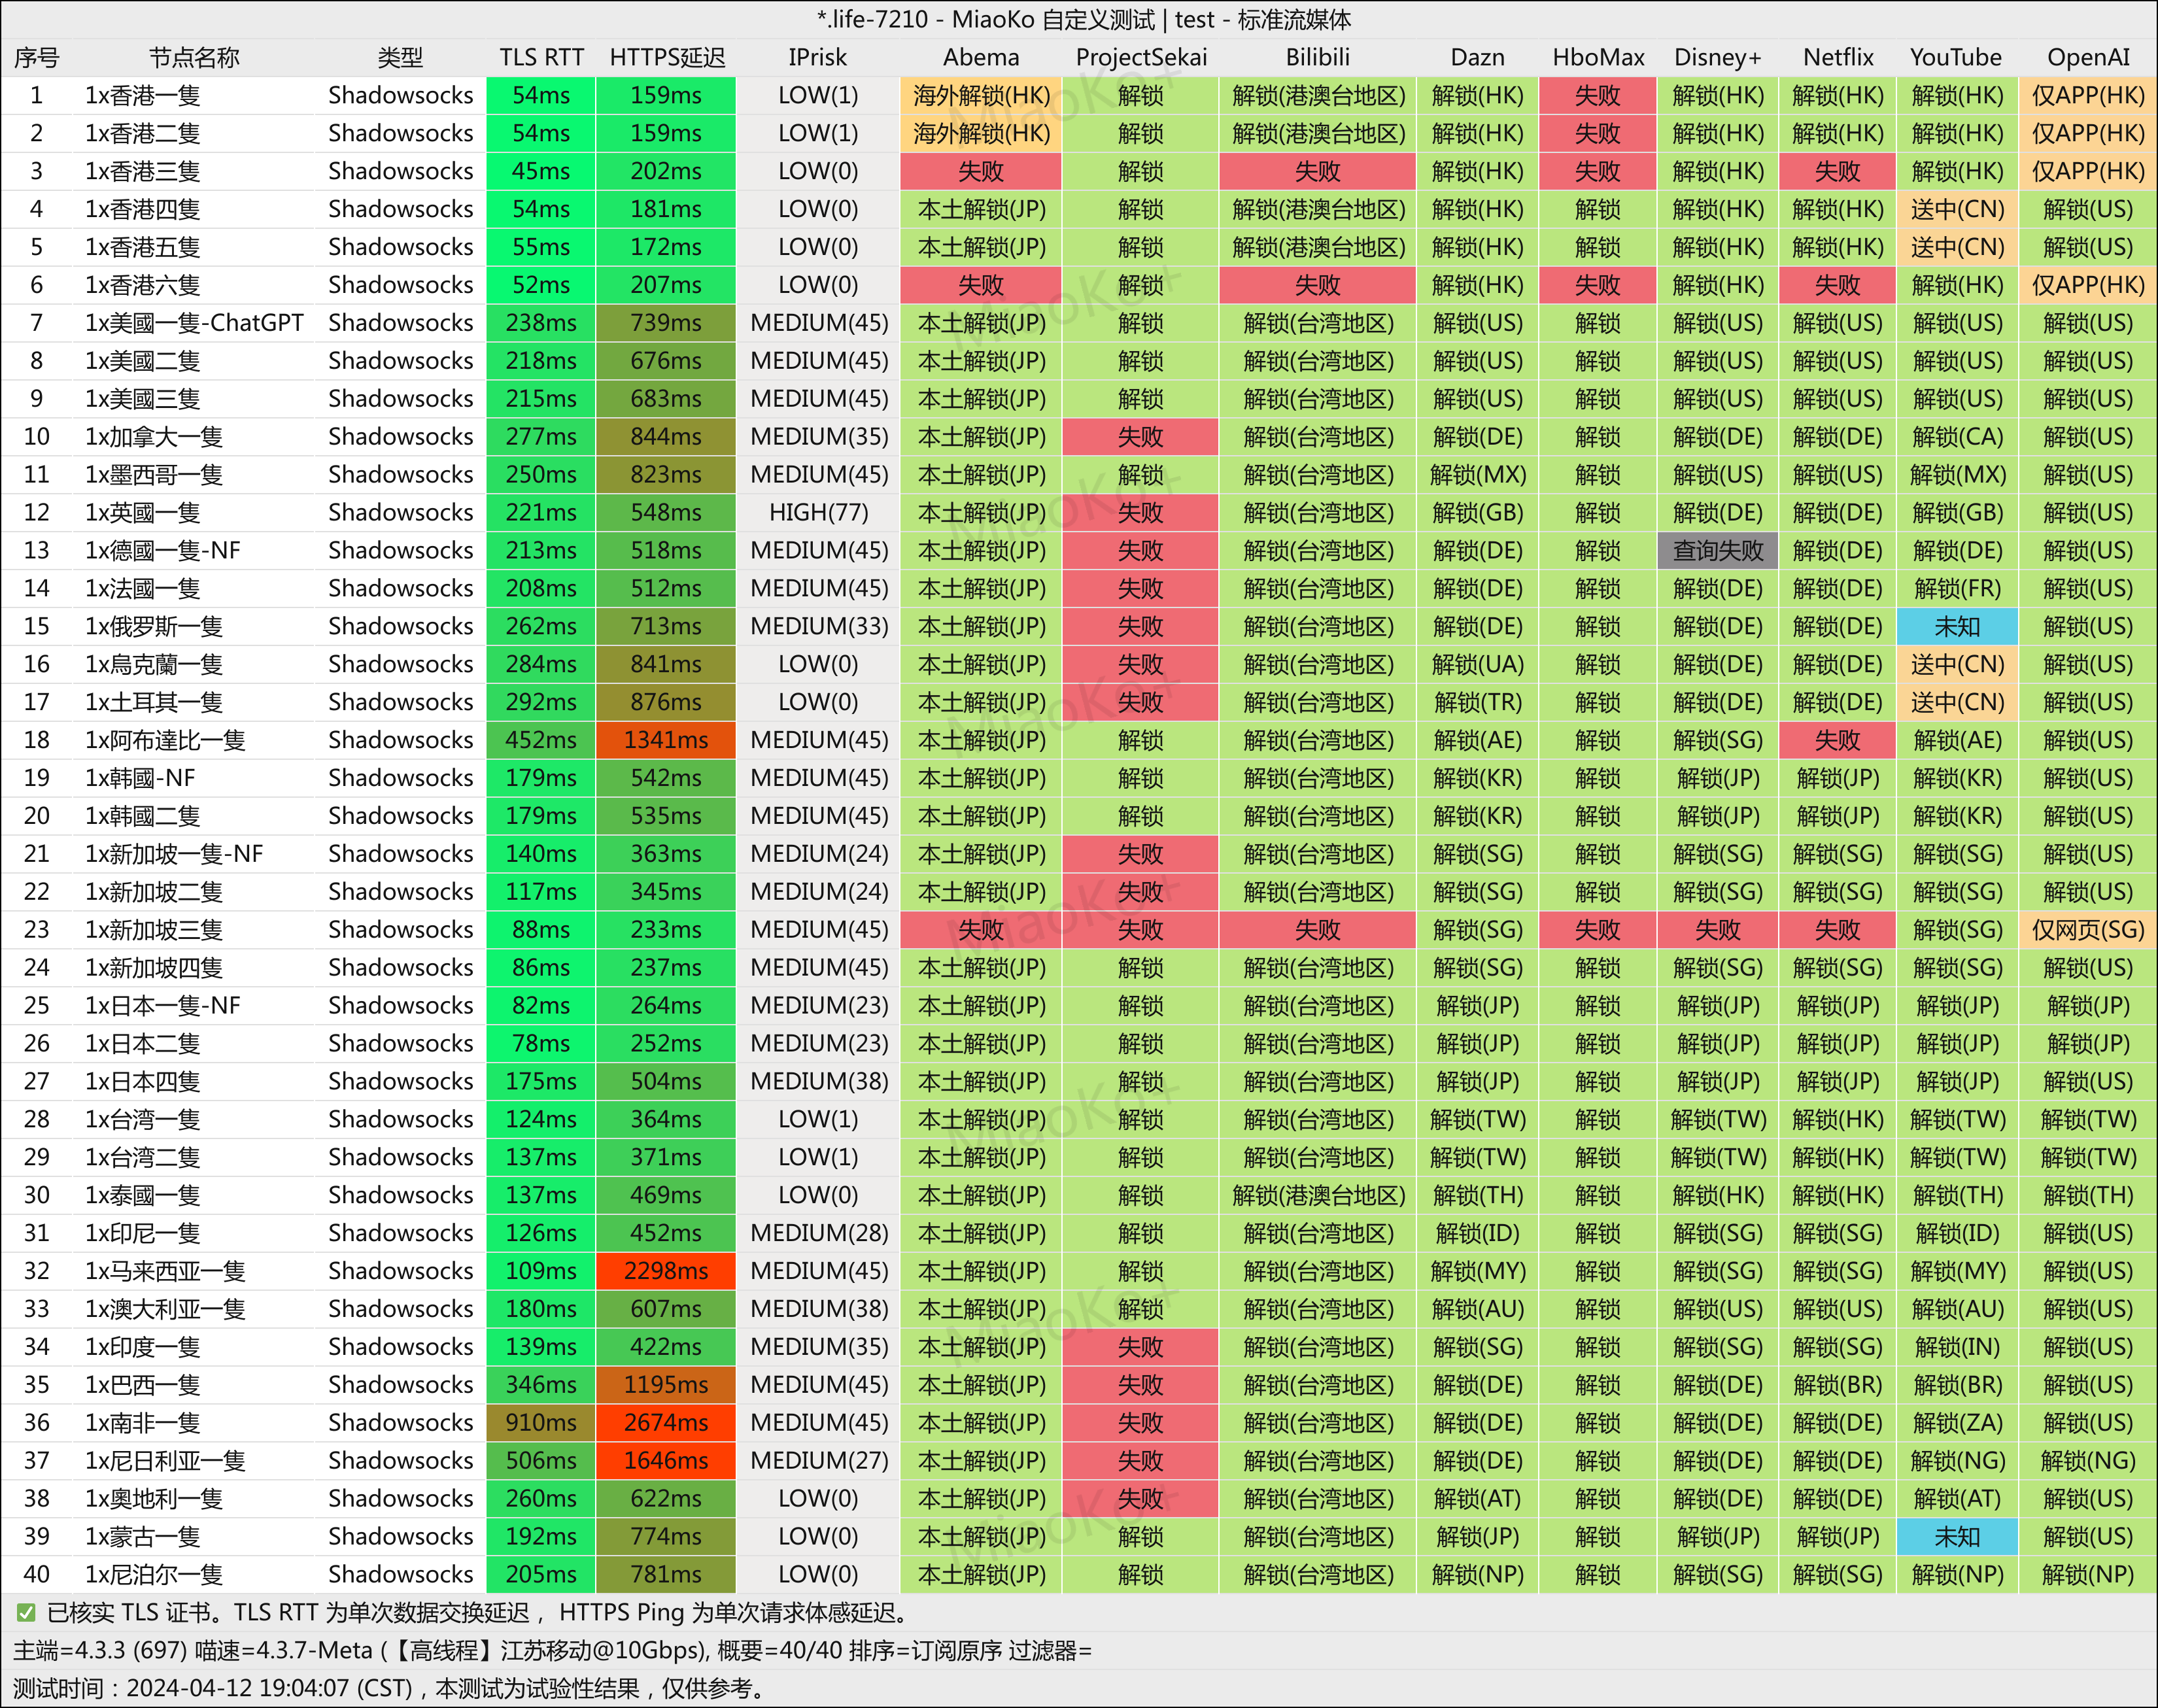 *.life-7210 - MiaoKo 自定义测试 | test - 标准流媒体
序号 节点名称 类型 TLS RTT HTTPS延迟 IPrisk Abema ProjectSekai Bilibili Dazn HboMax Disney+ Netflix YouTube OpenAI
1 1x香港一隻 Shadowsocks 54ms 159ms LOW(1) 海外解锁(HK) 解锁 解锁(港澳台地区) 解锁(HK) 失败 解锁(HK) 解锁(HK) 解锁(HK) 仅APP(HK)
2 1x香港二隻 Shadowsocks 54ms 159ms LOW(1) 海外解锁(HK) 解锁 解锁(港澳台地区) 解锁(HK) 失败 解锁(HK) 解锁(HK) 解锁(HK) 仅APP(HK)
3 1x香港三隻 Shadowsocks 45ms 202ms LOW(0) 失败 解锁 失败 解锁(HK) 失败 解锁(HK) 失败 解锁(HK) 仅APP(HK)
4 1x香港四隻 Shadowsocks 54ms 181ms LOW(0) 本土解锁(JP) 解锁 解锁(港澳台地区) 解锁(HK) 解锁 解锁(HK) 解锁(HK) 送中(CN) 解锁(US)
5 1x香港五隻 Shadowsocks 55ms 172ms LOW(0) 本土解锁(JP) 解锁 解锁(港澳台地区) 解锁(HK) 解锁 解锁(HK) 解锁(HK) 送中(CN) 解锁(US)
6 1x香港六隻 Shadowsocks 52ms 207ms LOW(0) 失败 解锁 失败 解锁(HK) 失败 解锁(HK) 失败 解锁(HK) 仅APP(HK)
7 1x美國一隻-ChatGPT Shadowsocks 238ms 739ms MEDIUM(45) 本土解锁(JP) 解锁 解锁(台湾地区) 解锁(US) 解锁 解锁(US) 解锁(US) 解锁(US) 解锁(US)
8 1x美國二隻 Shadowsocks 218ms 676ms MEDIUM(45) 本土解锁(JP) 解锁 解锁(台湾地区) 解锁(US) 解锁 解锁(US) 解锁(US) 解锁(US) 解锁(US)
9 1x美國三隻 Shadowsocks 215ms 683ms MEDIUM(45) 本土解锁(JP) 解锁 解锁(台湾地区) 解锁(US) 解锁 解锁(US) 解锁(US) 解锁(US) 解锁(US)
10 1x加拿大一隻 Shadowsocks 277ms 844ms MEDIUM(35) 本土解锁(JP) 失败 解锁(台湾地区) 解锁(DE) 解锁 解锁(DE) 解锁(DE) 解锁(CA) 解锁(US)
11 1x墨西哥一隻 Shadowsocks 250ms 823ms MEDIUM(45) 本土解锁(JP) 解锁 解锁(台湾地区) 解锁(MX) 解锁 解锁(US) 解锁(US) 解锁(MX) 解锁(US)
12 1x英國一隻 Shadowsocks 221ms 548ms HIGH(77) 本土解锁(JP) 失败 解锁(台湾地区) 解锁(GB) 解锁 解锁(DE) 解锁(DE) 解锁(GB) 解锁(US)
13 1x德國一隻-NF Shadowsocks 213ms 518ms MEDIUM(45) 本土解锁(JP) 失败 解锁(台湾地区) 解锁(DE) 解锁 查询失败 解锁(DE) 解锁(DE) 解锁(US)
14 1x法國一隻 Shadowsocks 208ms 512ms MEDIUM(45) 本土解锁(JP) 失败 解锁(台湾地区) 解锁(DE) 解锁 解锁(DE) 解锁(DE) 解锁(FR) 解锁(US)
15 1x俄罗斯一隻 Shadowsocks 262ms 713ms MEDIUM(33) 本土解锁(JP) 失败 解锁(台湾地区) 解锁(DE) 解锁 解锁(DE) 解锁(DE) 未知 解锁(US)
16 1x烏克蘭一隻 Shadowsocks 284ms 841ms LOW(0) 本土解锁(JP) 失败 解锁(台湾地区) 解锁(UA) 解锁 解锁(DE) 解锁(DE) 送中(CN) 解锁(US)
17 1x土耳其一隻 Shadowsocks 292ms 876ms LOW(0) 本土解锁(JP) 失败 解锁(台湾地区) 解锁(TR) 解锁 解锁(DE) 解锁(DE) 送中(CN) 解锁(US)
18 1x阿布達比一隻 Shadowsocks 452ms 1341ms MEDIUM(45) 本土解锁(JP) 解锁 解锁(台湾地区) 解锁(AE) 解锁 解锁(SG) 失败 解锁(AE) 解锁(US)
19 1x韩國-NF Shadowsocks 179ms 542ms MEDIUM(45) 本土解锁(JP) 解锁 解锁(台湾地区) 解锁(KR) 解锁 解锁(JP) 解锁(JP) 解锁(KR) 解锁(US)
20 1x韩國二隻 Shadowsocks 179ms 535ms MEDIUM(45) 本土解锁(JP) 解锁 解锁(台湾地区) 解锁(KR) 解锁 解锁(JP) 解锁(JP) 解锁(KR) 解锁(US)
21 1x新加坡一隻-NF Shadowsocks 140ms 363ms MEDIUM(24) 本土解锁(JP) 失败 解锁(台湾地区) 解锁(SG) 解锁 解锁(SG) 解锁(SG) 解锁(SG) 解锁(US)
22 1x新加坡二隻 Shadowsocks 117ms 345ms MEDIUM(24) 本土解锁(JP) 失败 解锁(台湾地区) 解锁(SG) 解锁 解锁(SG) 解锁(SG) 解锁(SG) 解锁(US)
23 1x新加坡三隻 Shadowsocks 88ms 233ms MEDIUM(45) 失败 失败 失败 解锁(SG) 失败 失败 失败 解锁(SG) 仅网页(SG)
24 1x新加坡四隻 Shadowsocks 86ms 237ms MEDIUM(45) 本土解锁(JP) 解锁 解锁(台湾地区) 解锁(SG) 解锁 解锁(SG) 解锁(SG) 解锁(SG) 解锁(US)
25 1x日本一隻-NF Shadowsocks 82ms 264ms MEDIUM(23) 本土解锁(JP) 解锁 解锁(台湾地区) 解锁(JP) 解锁 解锁(JP) 解锁(JP) 解锁(JP) 解锁(JP)
26 1x日本二隻 Shadowsocks 78ms 252ms MEDIUM(23) 本土解锁(JP) 解锁 解锁(台湾地区) 解锁(JP) 解锁 解锁(JP) 解锁(JP) 解锁(JP) 解锁(JP)
27 1x日本四隻 Shadowsocks 175ms 504ms MEDIUM(38) 本土解锁(JP) 解锁 解锁(台湾地区) 解锁(JP) 解锁 解锁(JP) 解锁(JP) 解锁(JP) 解锁(US)
28 1x台湾一隻 Shadowsocks 124ms 364ms LOW(1) 本土解锁(JP) 解锁 解锁(台湾地区) 解锁(TW) 解锁 解锁(TW) 解锁(HK) 解锁(TW) 解锁(TW)
29 1x台湾二隻 Shadowsocks 137ms 371ms LOW(1) 本土解锁(JP) 解锁 解锁(台湾地区) 解锁(TW) 解锁 解锁(TW) 解锁(HK) 解锁(TW) 解锁(TW)
30 1x泰國一隻 Shadowsocks 137ms 469ms LOW(0) 本土解锁(JP) 解锁 解锁(港澳台地区) 解锁(TH) 解锁 解锁(HK) 解锁(HK) 解锁(TH) 解锁(TH)
31 1x印尼一隻 Shadowsocks 126ms 452ms MEDIUM(28) 本土解锁(JP) 解锁 解锁(台湾地区) 解锁(ID) 解锁 解锁(SG) 解锁(SG) 解锁(ID) 解锁(US)
32 1x马来西亚一隻 Shadowsocks 109ms 2298ms MEDIUM(45) 本土解锁(JP) 解锁 解锁(台湾地区) 解锁(MY) 解锁 解锁(SG) 解锁(SG) 解锁(MY) 解锁(US)
33 1x澳大利亚一隻 Shadowsocks 180ms 607ms MEDIUM(38) 本土解锁(JP) 解锁 解锁(台湾地区) 解锁(AU) 解锁 解锁(US) 解锁(US) 解锁(AU) 解锁(US)
34 1x印度一隻 Shadowsocks 139ms 422ms MEDIUM(35) 本土解锁(JP) 失败 解锁(台湾地区) 解锁(SG) 解锁 解锁(SG) 解锁(SG) 解锁(IN) 解锁(US)
35 1x巴西一隻 Shadowsocks 346ms 1195ms MEDIUM(45) 本土解锁(JP) 失败 解锁(台湾地区) 解锁(DE) 解锁 解锁(DE) 解锁(BR) 解锁(BR) 解锁(US)
36 1x南非一隻 Shadowsocks 910ms 2674ms MEDIUM(45) 本土解锁(JP) 失败 解锁(台湾地区) 解锁(DE) 解锁 解锁(DE) 解锁(DE) 解锁(ZA) 解锁(US)
37 1x尼日利亚一隻 Shadowsocks 506ms 1646ms MEDIUM(27) 本土解锁(JP) 失败 解锁(台湾地区) 解锁(DE) 解锁 解锁(DE) 解锁(DE) 解锁(NG) 解锁(NG)
38 1x奥地利一隻 Shadowsocks 260ms 622ms LOW(0) 本土解锁(JP) 失败 解锁(台湾地区) 解锁(AT) 解锁 解锁(DE) 解锁(DE) 解锁(AT) 解锁(US)
39 1x蒙古一隻 Shadowsocks 192ms 774ms LOW(0) 本土解锁(JP) 解锁 解锁(台湾地区) 解锁(JP) 解锁 解锁(JP) 解锁(JP) 未知 解锁(US)
40 1x尼泊尔一隻 Shadowsocks 205ms 781ms LOW(0) 本土解锁(JP) 解锁 解锁(台湾地区) 解锁(NP) 解锁 解锁(SG) 解锁(SG) 解锁(NP) 解锁(NP)
✅ 已核实 TLS 证书。TLS RTT 为单次数据交换延迟， HTTPS Ping 为单次请求体感延迟。
主端=4.3.3 (697) 喵速=4.3.7-Meta (【高线程】江苏移动@10Gbps), 概要=40/40 排序=订阅原序 过滤器=
测试时间：2024-04-12 19:04:07 (CST)，本测试为试验性结果，仅供参考。